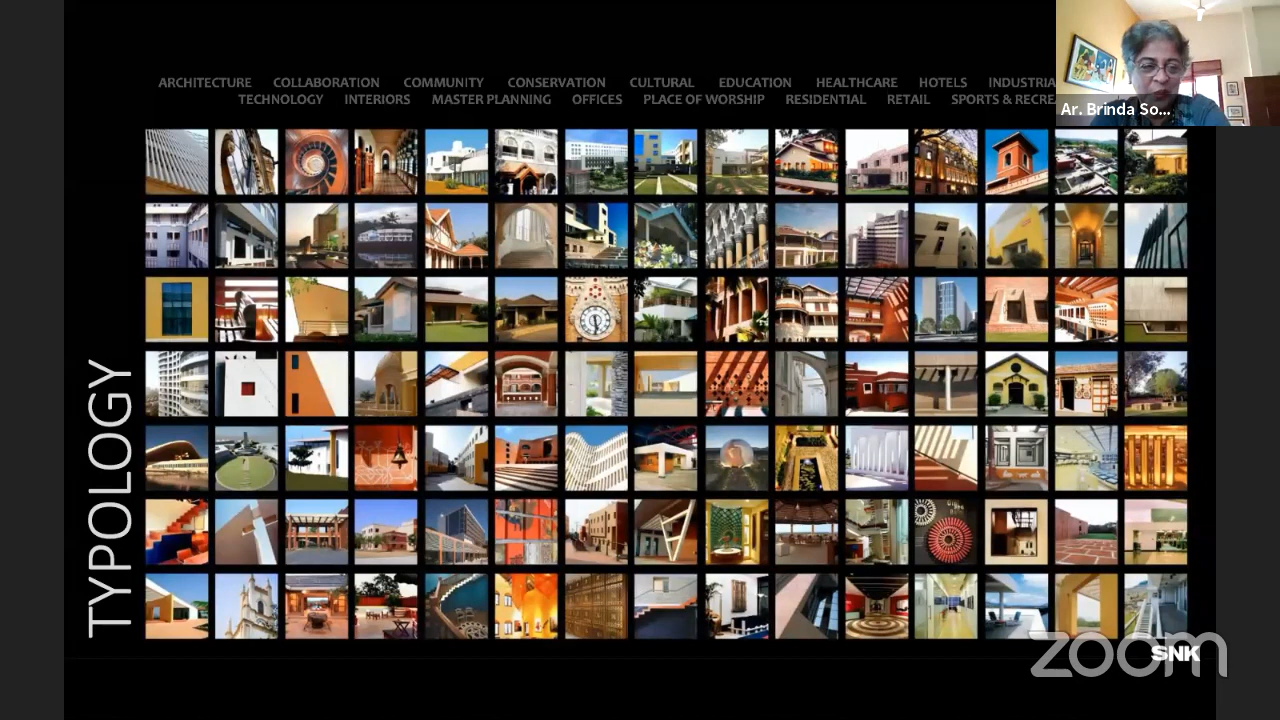 ARCHITECTURE COLLABORATION COMMUNITY CONSERVATION CULTURAL EDUCATION HEALTHCARE HOTELS
TECHNOLOGY INTERIORS MASTER PLANNING OFFICES PLACE OF WORSHIP RESIDENTIAL RETAIL SPORTS &
Ar. Brinda So...
TYPOLOGY
zoom
SNK